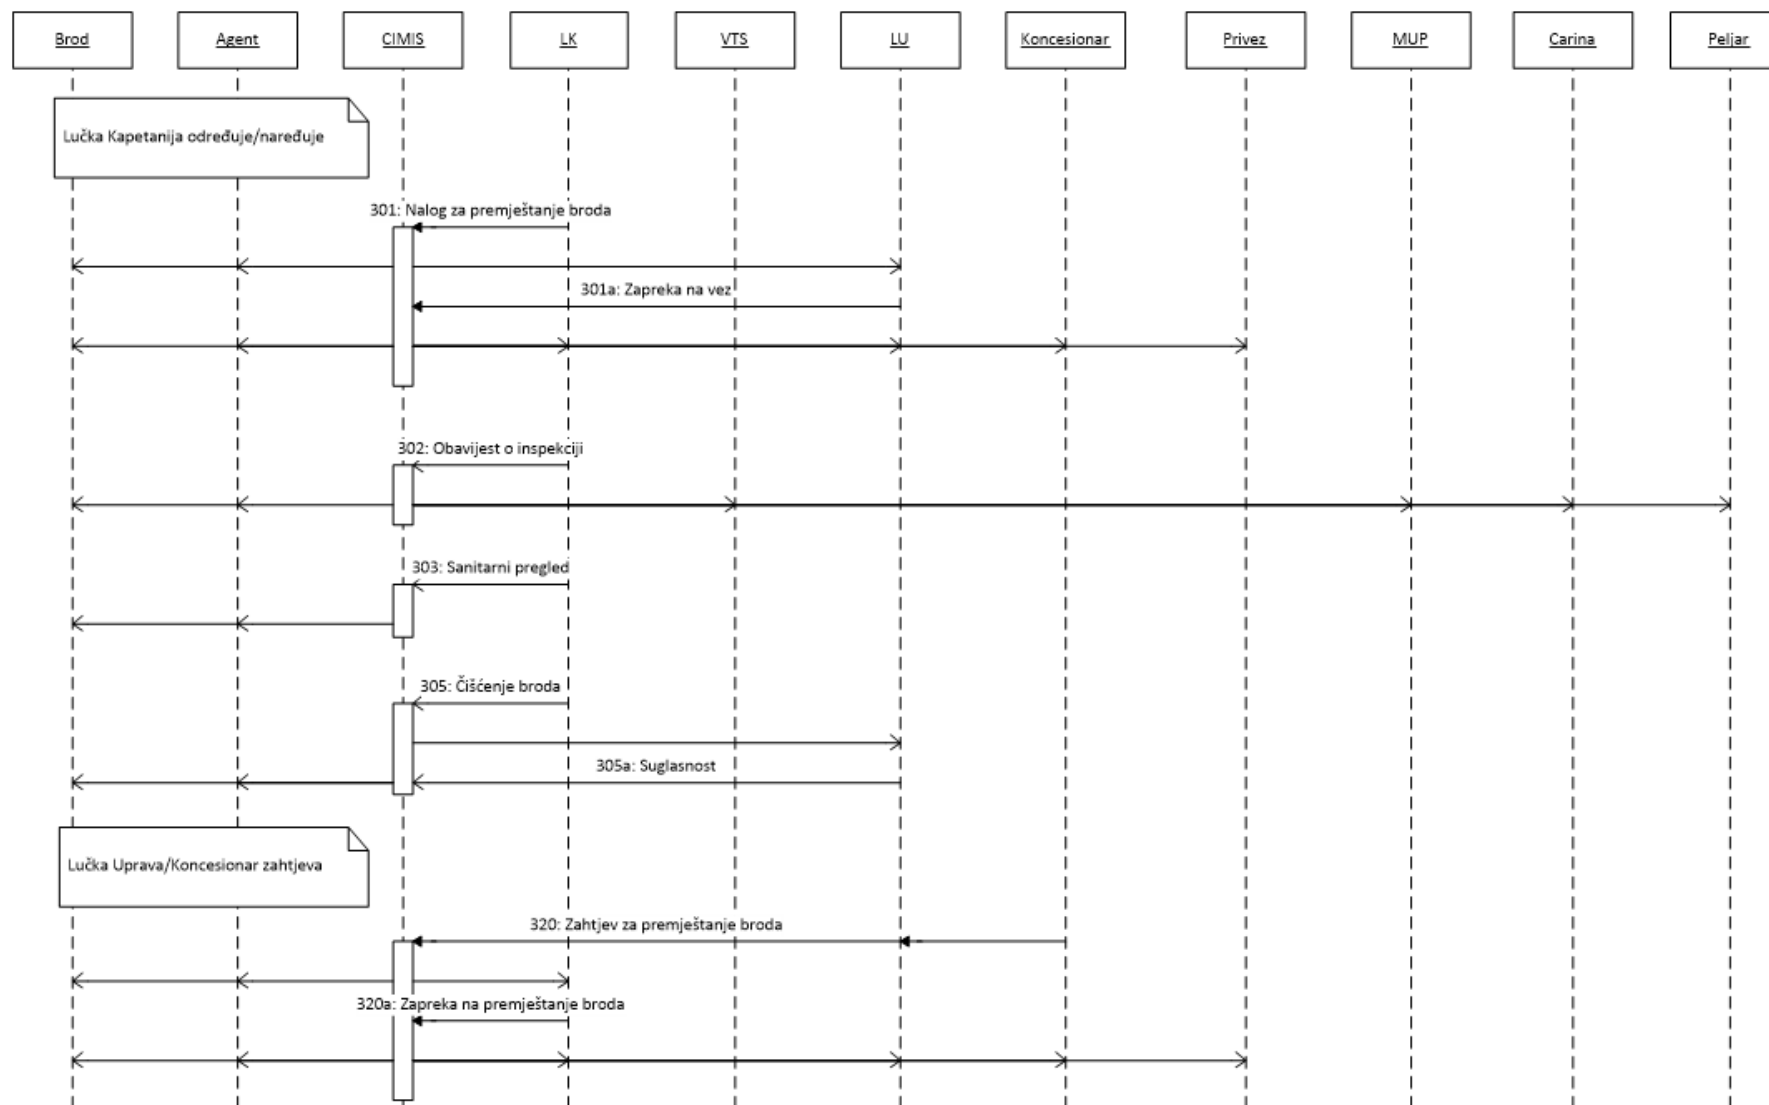 Brod
Agent
CIMIS
LK
VTS
LU
Koncesionar
Privez
MUP
Carina
Peljar
Lučka Kapetanija određuje/naređuje
301: Nalog za premještanje broda
301a: Zapreka na vez
302: Obavijest o inspekciji
303: Sanitarni pregled
305: Čišćenje broda
305a: Suglasnost
Lučka Uprava/Koncesionar zahtjeva
320: Zahtjev za premještanje broda
320a: Zapreka na premještanje broda